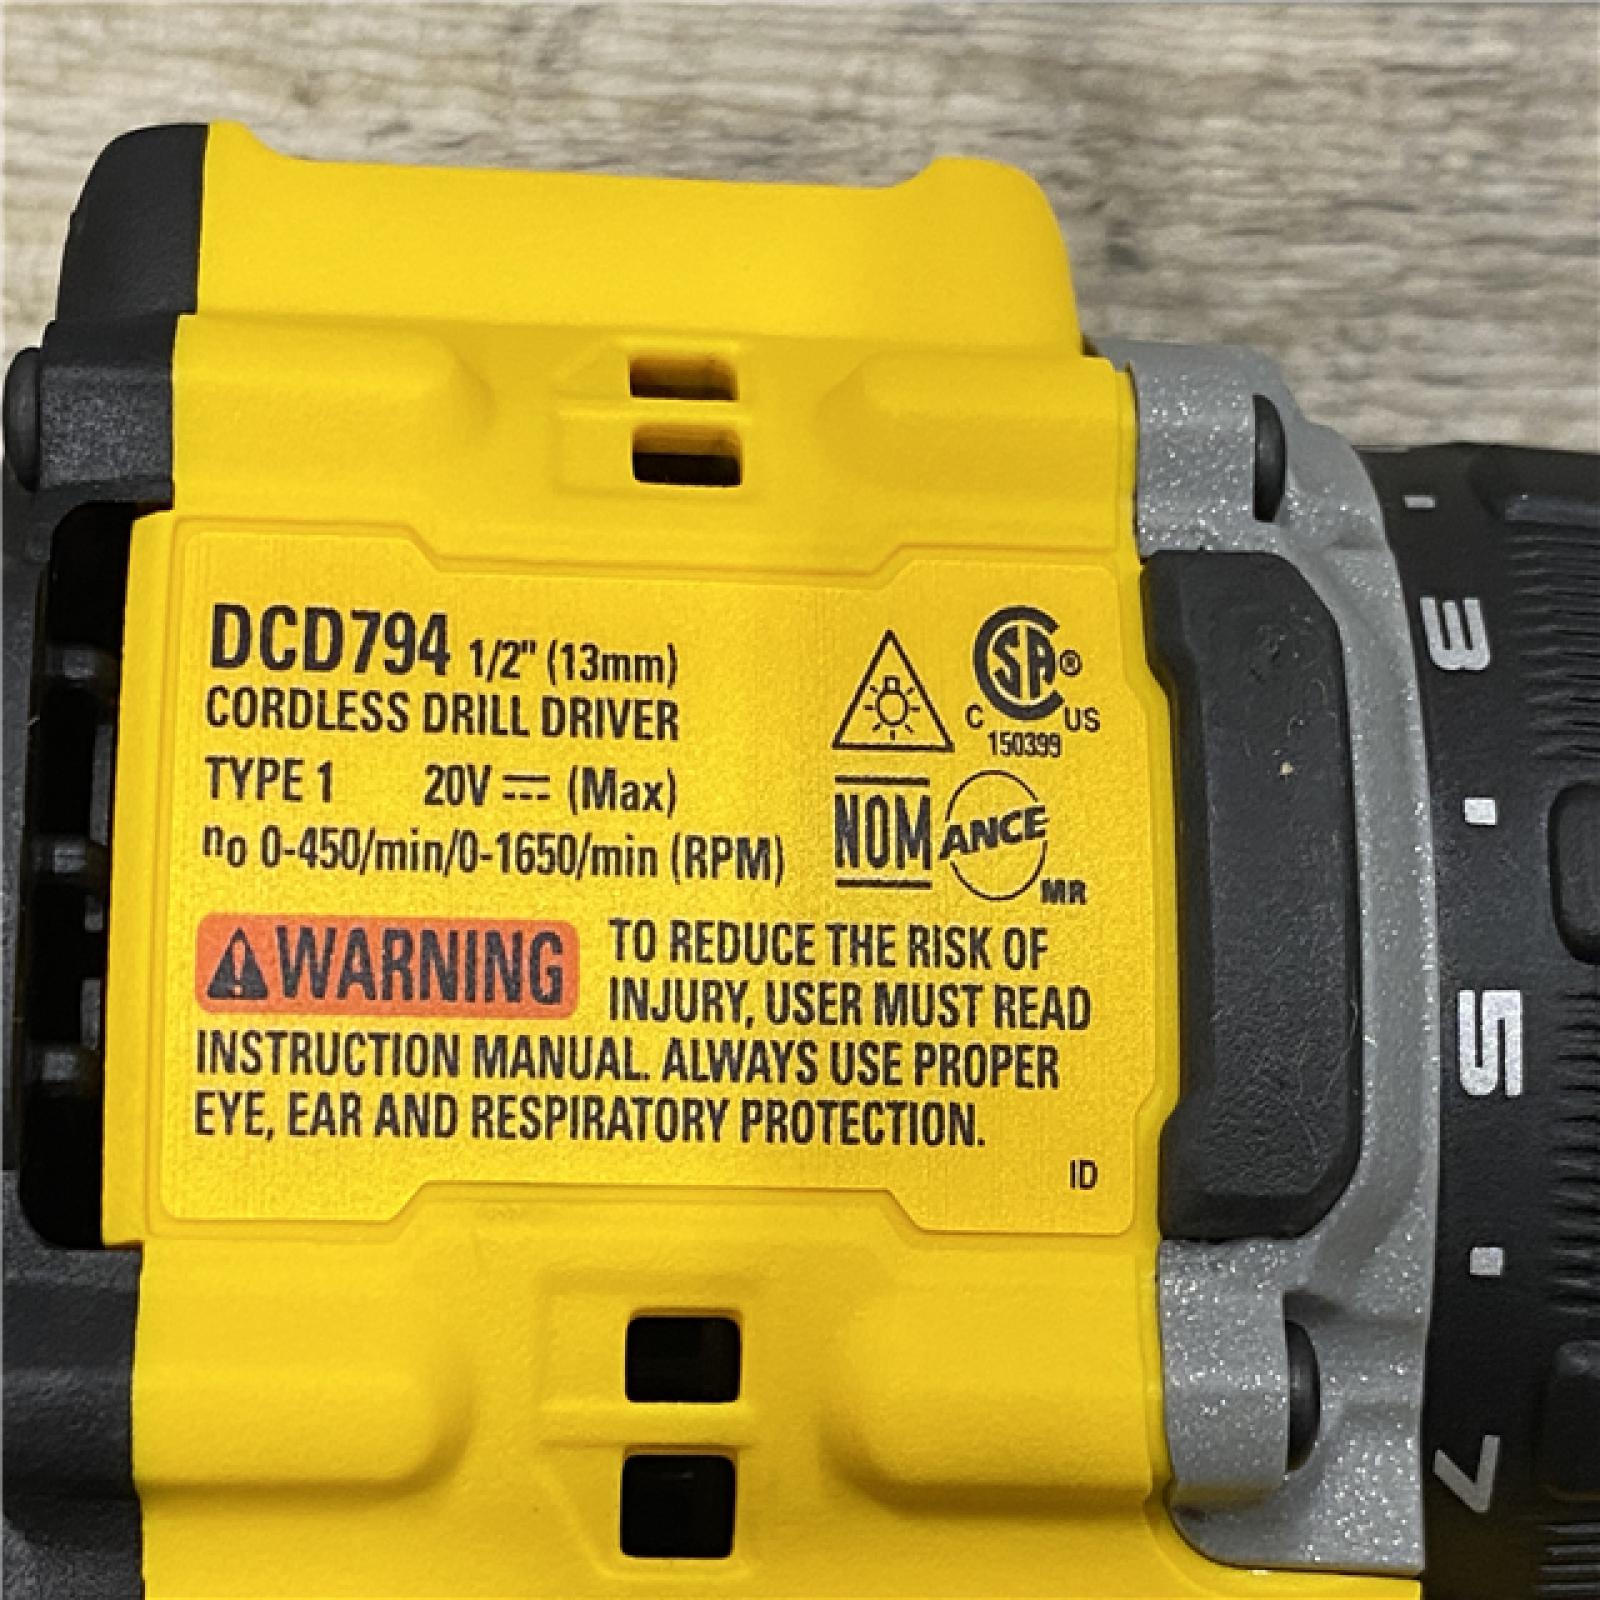 DCD794 1/2" (13mm)
CORDLESS DRILL DRIVER
TYPE 1 20V ⎓ (Max)
no 0-450/min/0-1650/min (RPM)
CSA®
C US
150399
NOM ANCE
MR
⚠WARNING TO REDUCE THE RISK OF
INJURY, USER MUST READ
INSTRUCTION MANUAL. ALWAYS USE PROPER
EYE, EAR AND RESPIRATORY PROTECTION.
ID
3
5
7